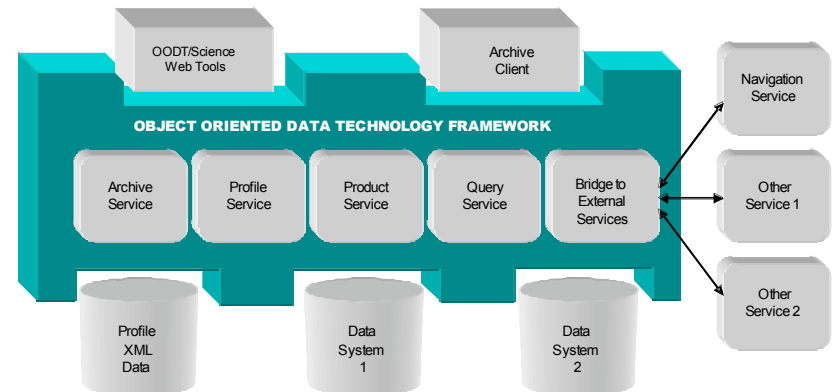 OODT/Science
Web Tools
Archive
Client
Navigation
Service
OBJECT ORIENTED DATA TECHNOLOGY FRAMEWORK
Archive
Service
Profile
Service
Product
Service
Query
Service
Bridge to
External
Services
Other
Service 1
Other
Service 2
Profile
XML
Data
Data
System
1
Data
System
2